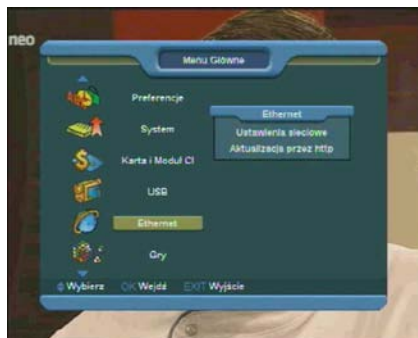 neo
Menu Główne
Preferencje
System
Karta i Moduł CI
USB
Ethernet
Gry
Ethernet
Ustawienia sieciowe
Aktualizacja przez http
Wybierz OK Wejdź EXIT Wyjście